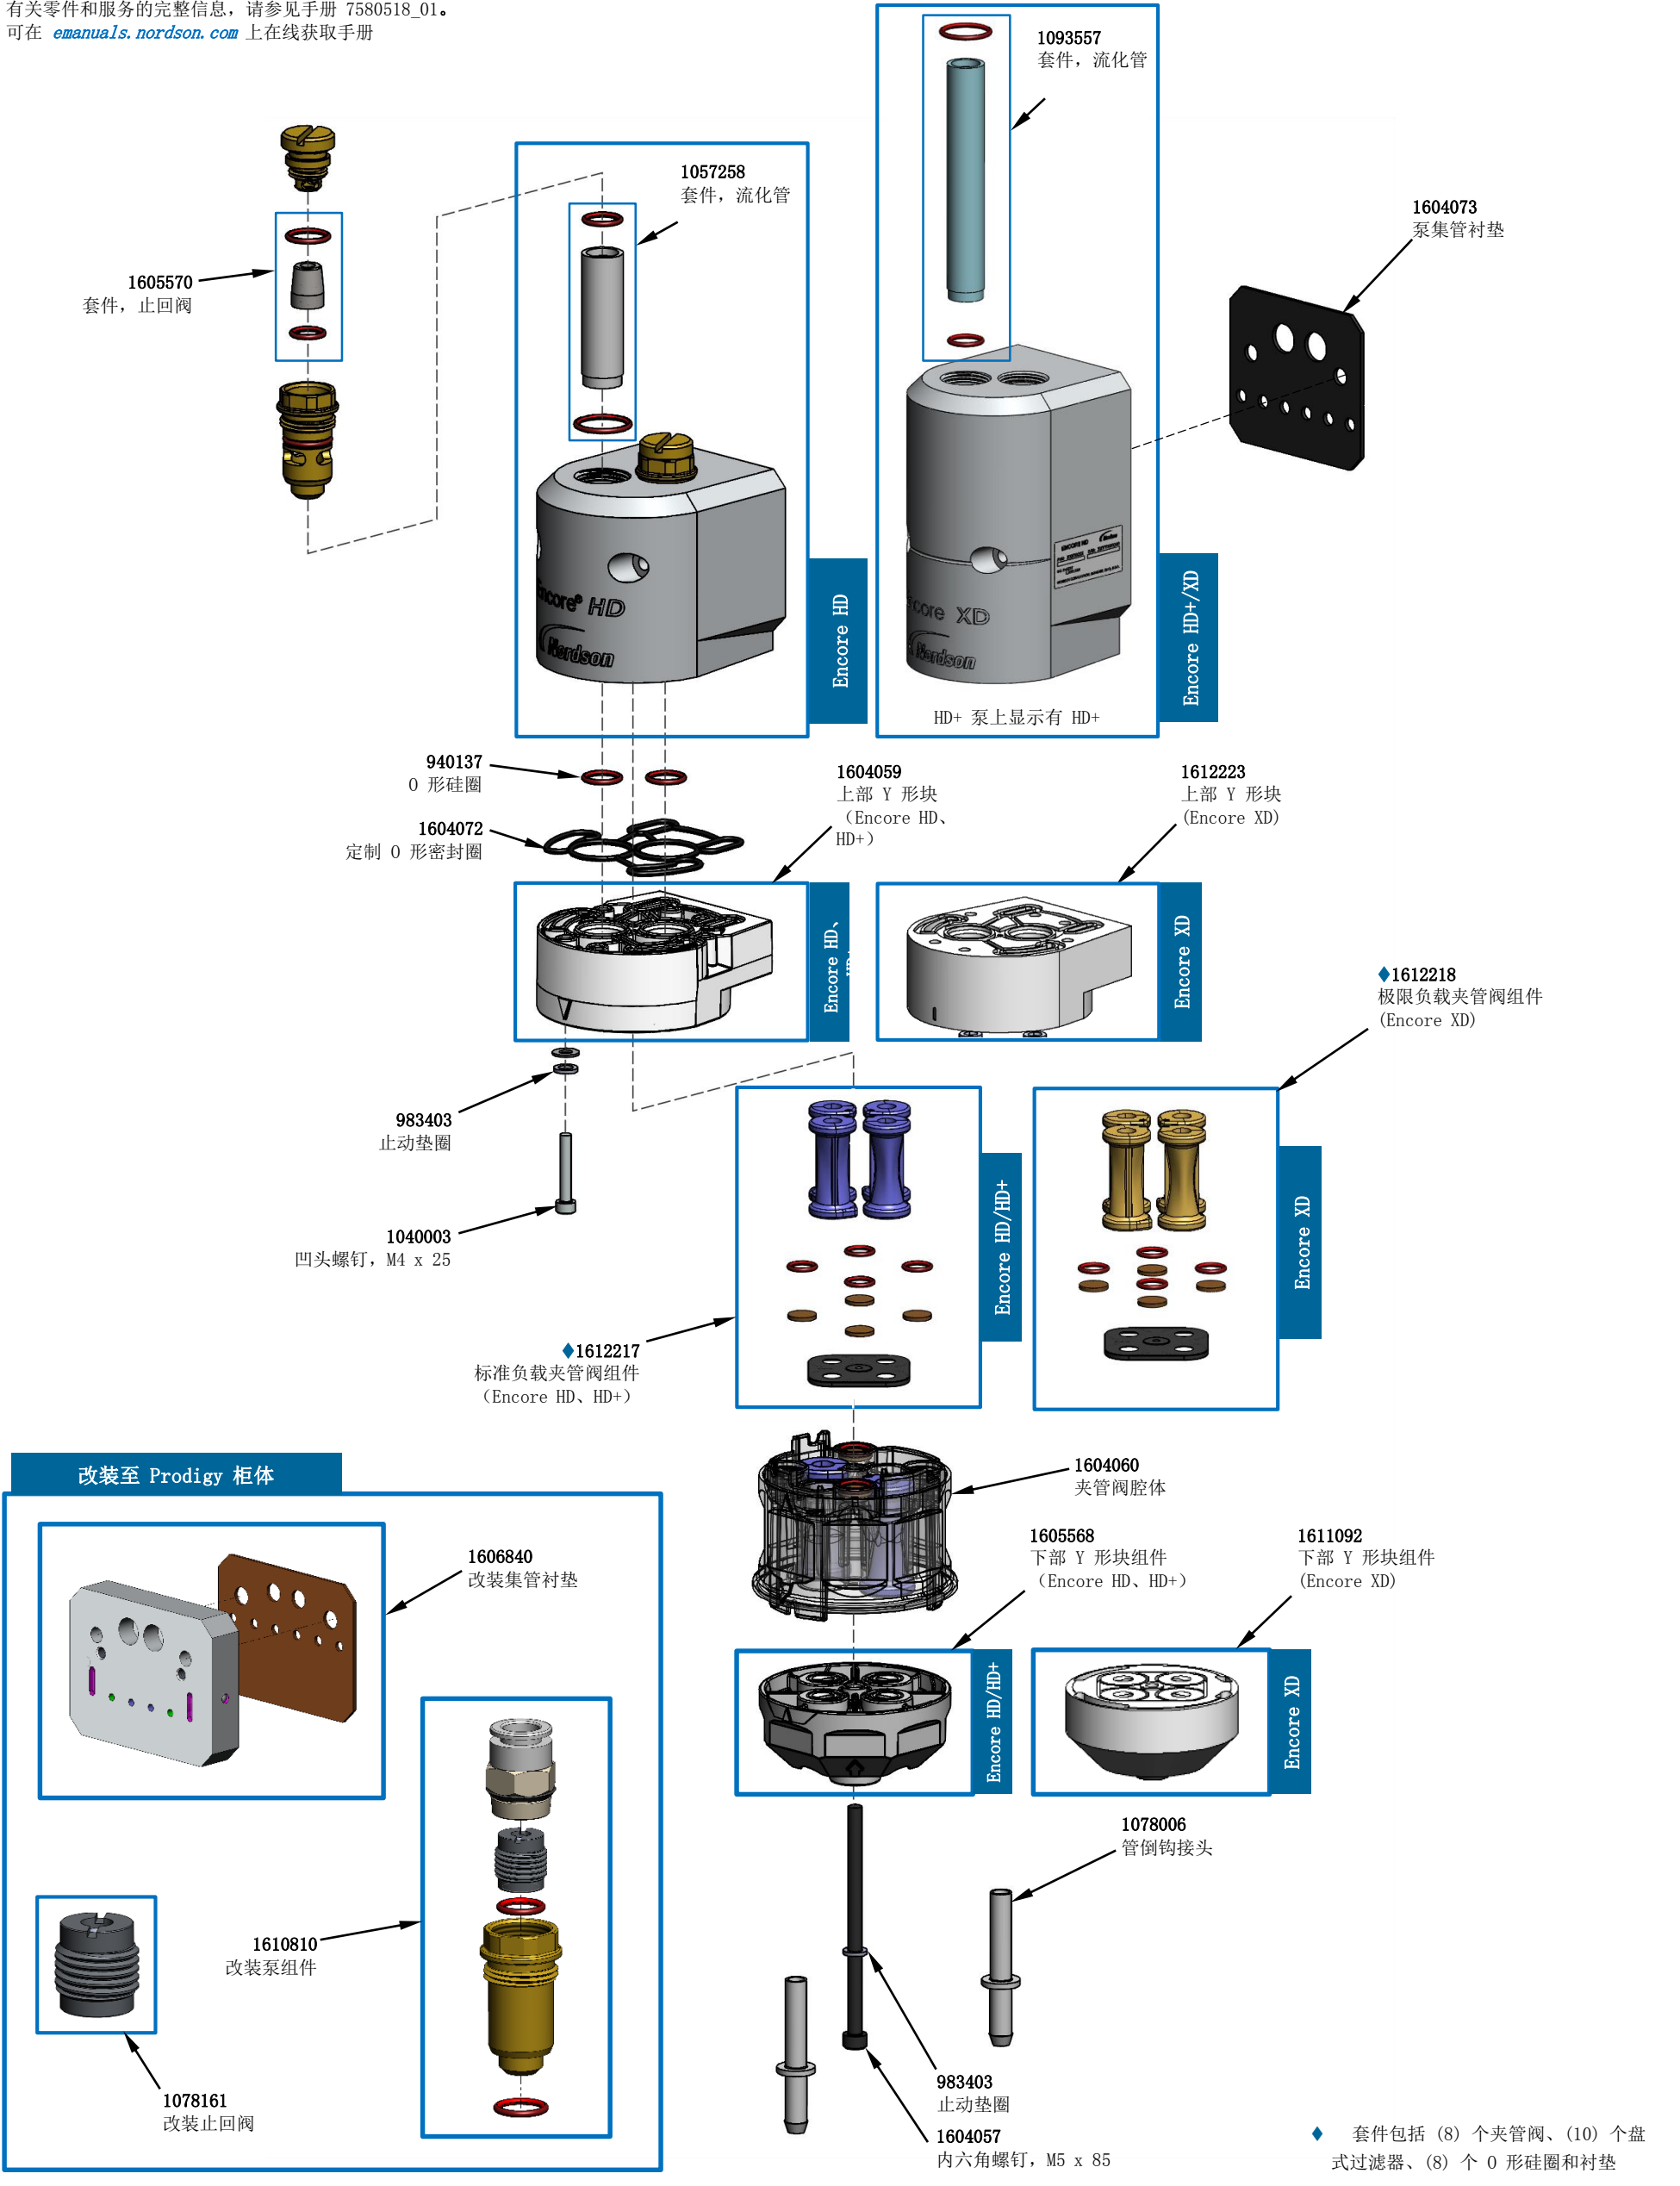 有关零件和服务的完整信息，请参见手册 7580518_01。
可在 emanuals.nordson.com 上在线获取手册
1093557
套件，流化管
1057258
套件，流化管
1604073
泵集管衬垫
1605570
套件，止回阀
Encore HD
Encore HD+/XD
ncore® HD
Nordson
core XD
Nordson
ENCORE HD
Nordson
HD+ 泵上显示有 HD+
940137
O 形硅圈
1604072
定制 O 形密封圈
1604059
上部 Y 形块
（Encore HD、
HD+）
1612223
上部 Y 形块
(Encore XD)
Encore HD、
Encore XD
♦1612218
极限负载夹管阀组件
(Encore XD)
983403
止动垫圈
1040003
凹头螺钉，M4 x 25
Encore HD/HD+
Encore XD
♦1612217
标准负载夹管阀组件
（Encore HD、HD+）
改装至 Prodigy 柜体
1604060
夹管阀腔体
1606840
改装集管衬垫
1605568
下部 Y 形块组件
（Encore HD、HD+）
1611092
下部 Y 形块组件
(Encore XD)
Encore HD/HD+
Encore XD
1078006
管倒钩接头
1610810
改装泵组件
1078161
改装止回阀
983403
止动垫圈
1604057
内六角螺钉，M5 x 85
♦ 套件包括 (8) 个夹管阀、(10) 个盘
式过滤器、(8) 个 O 形硅圈和衬垫